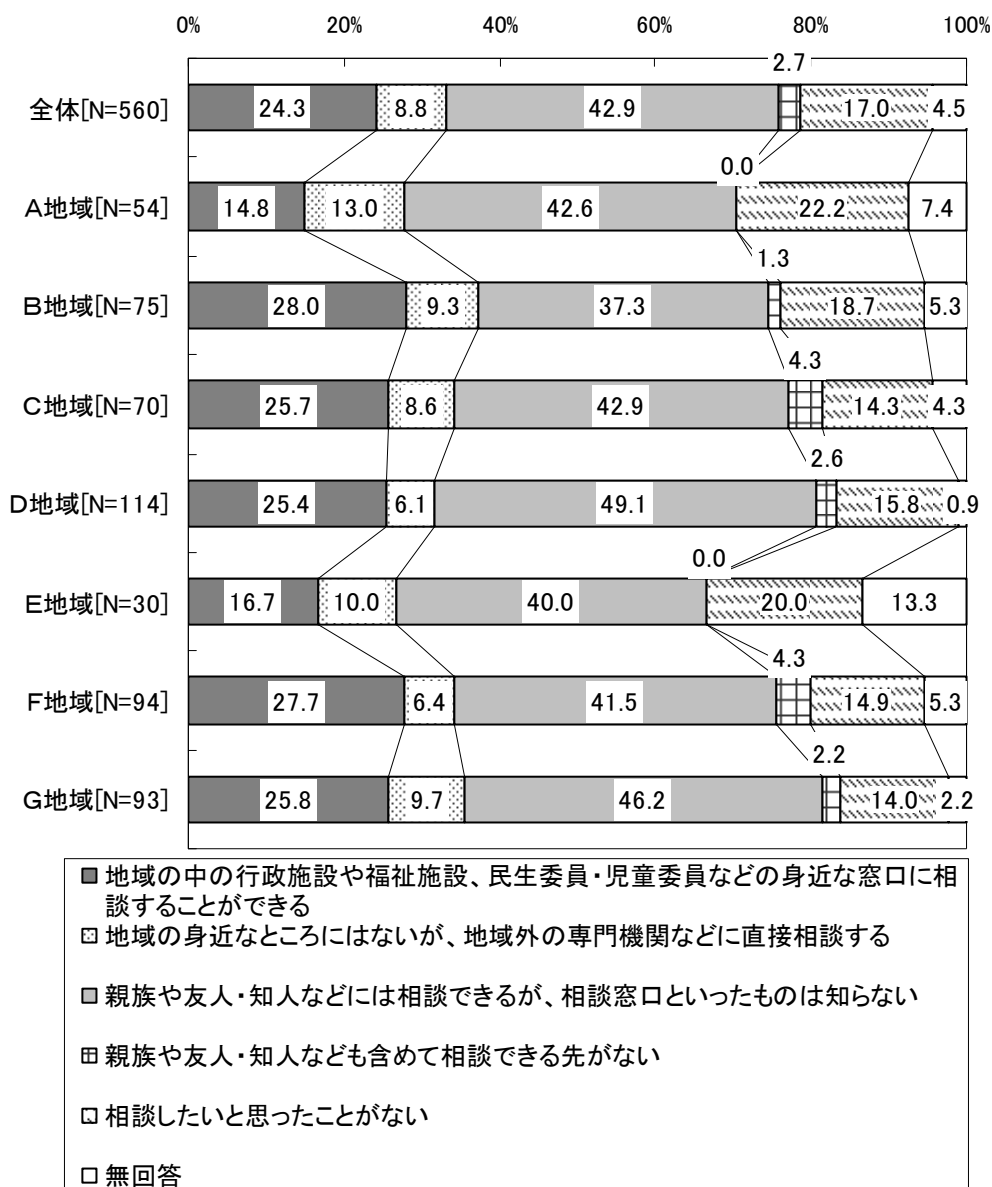 0% 20% 40% 60% 80% 100%
2.7
全体[N=560] 24.3 8.8 42.9 17.0 4.5
0.0
A地域[N=54] 14.8 13.0 42.6 22.2 7.4
1.3
B地域[N=75] 28.0 9.3 37.3 18.7 5.3
4.3
C地域[N=70] 25.7 8.6 42.9 14.3 4.3
2.6
D地域[N=114] 25.4 6.1 49.1 15.8 0.9
0.0
E地域[N=30] 16.7 10.0 40.0 20.0 13.3
4.3
F地域[N=94] 27.7 6.4 41.5 14.9 5.3
2.2
G地域[N=93] 25.8 9.7 46.2 14.0 2.2
地域の中の行政施設や福祉施設、民生委員・児童委員などの身近な窓口に相
談することができる
地域の身近なところにはないが、地域外の専門機関などに直接相談する
親族や友人・知人などには相談できるが、相談窓口といったものは知らない
親族や友人・知人なども含めて相談できる先がない
相談したいと思ったことがない
無回答